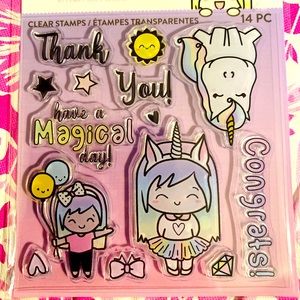 CLEAR STAMPS / ÉTAMPES TRANSPARENTES 14 PC
Thank
You!
have a
Magical
day!
Congrats!